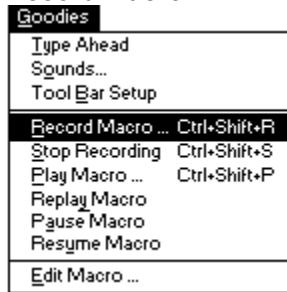 Goodies
Type Ahead
Sounds...
Tool Bar Setup
Record Macro ... Ctrl+Shift+R
Stop Recording Ctrl+Shift+S
Play Macro ... Ctrl+Shift+P
Replay Macro
Pause Macro
Resume Macro
Edit Macro ...